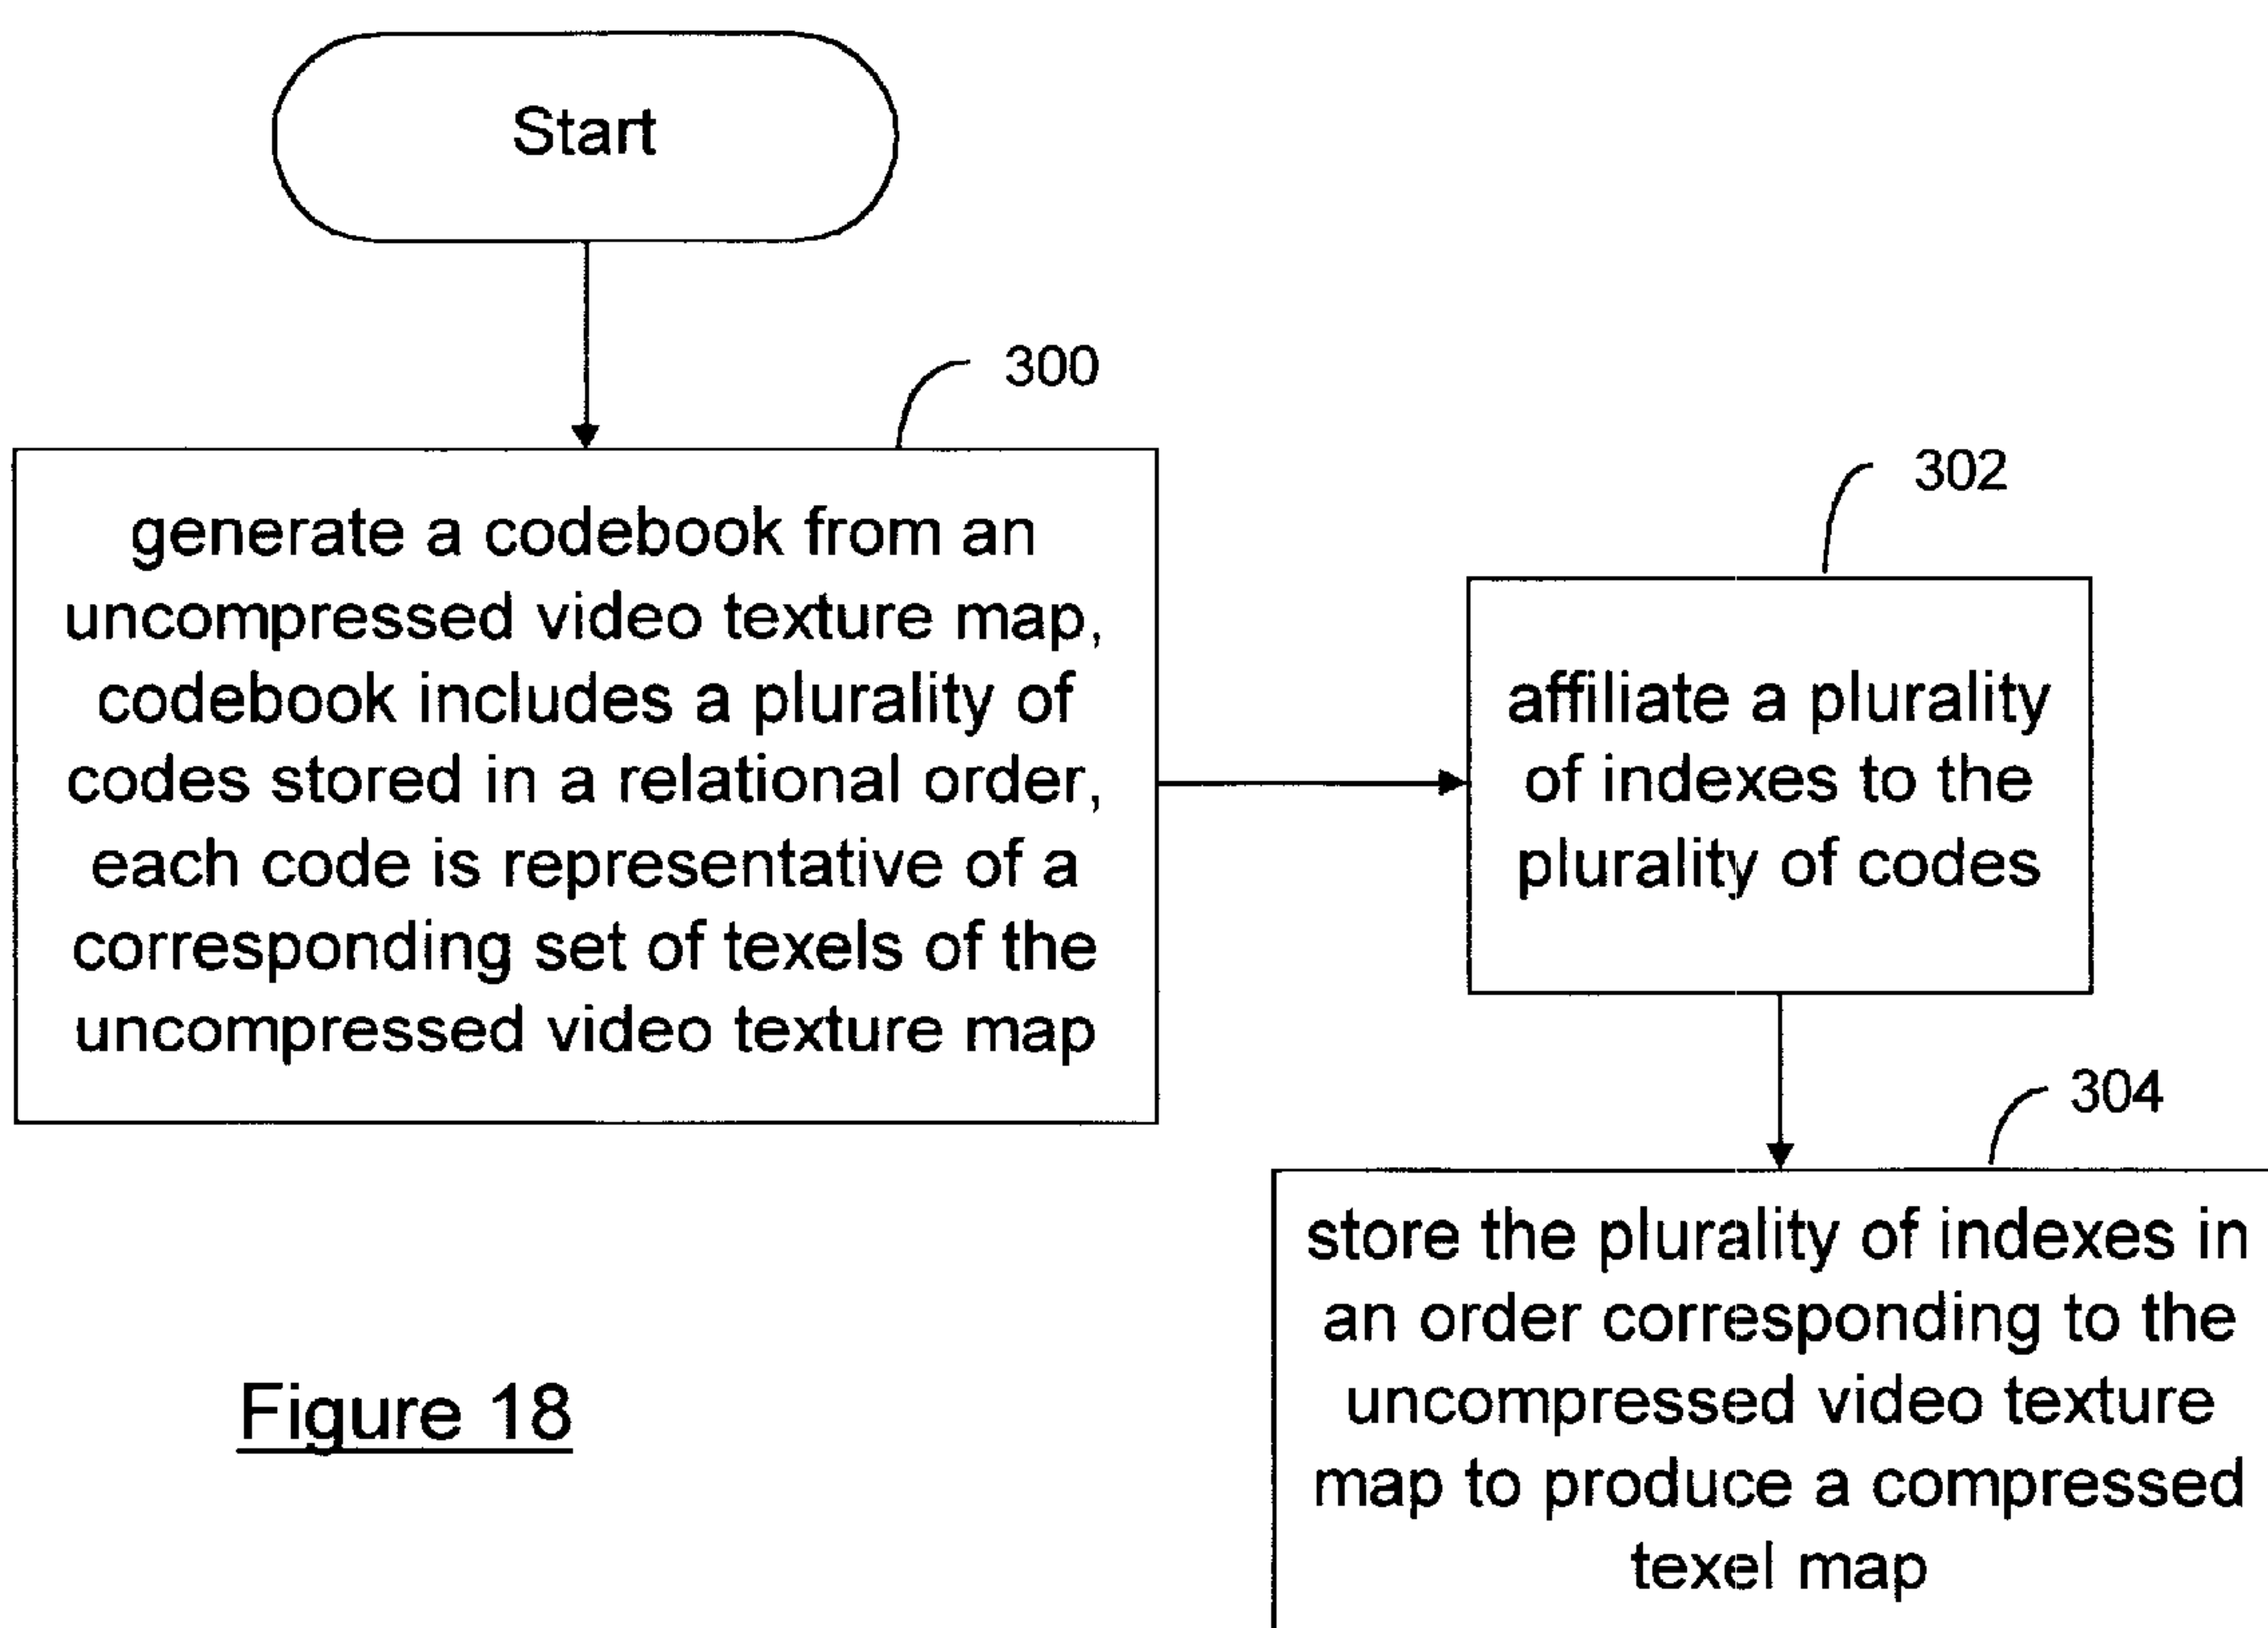 Start
300
generate a codebook from an
uncompressed video texture map,
codebook includes a plurality of
codes stored in a relational order,
each code is representative of a
corresponding set of texels of the
uncompressed video texture map
302
affiliate a plurality
of indexes to the
plurality of codes
304
store the plurality of indexes in
an order corresponding to the
uncompressed video texture
map to produce a compressed
texel map
Figure 18